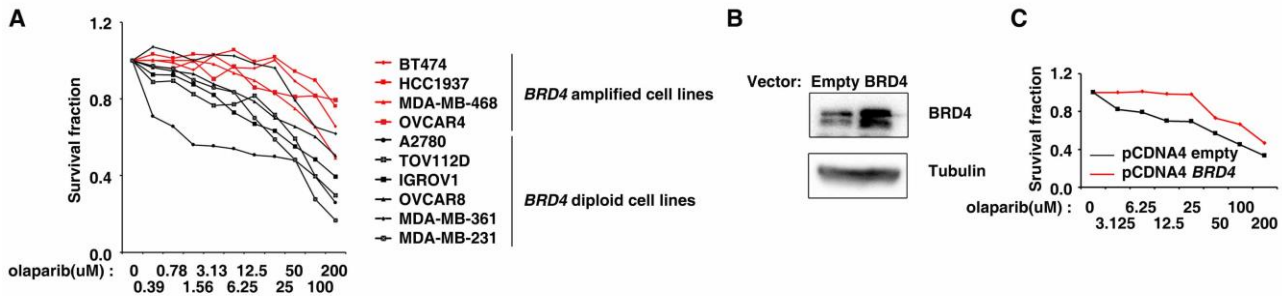 A
Survival fraction
1.2
0.8
0.4
0.0
olaparib(uM) : 0 0.78 3.13 12.5 50 200
0.39 1.56 6.25 25 100
BT474
HCC1937
MDA-MB-468
OVCAR4
A2780
TOV112D
IGROV1
OVCAR8
MDA-MB-361
MDA-MB-231
BRD4 amplified cell lines
BRD4 diploid cell lines
B
Vector: Empty BRD4
BRD4
Tubulin
C
Sruvival fraction
1.2
0.8
0.4
0.0
pCDNA4 empty
pCDNA4 BRD4
olaparib(uM) : 0 6.25 25 100
3.125 12.5 50 200